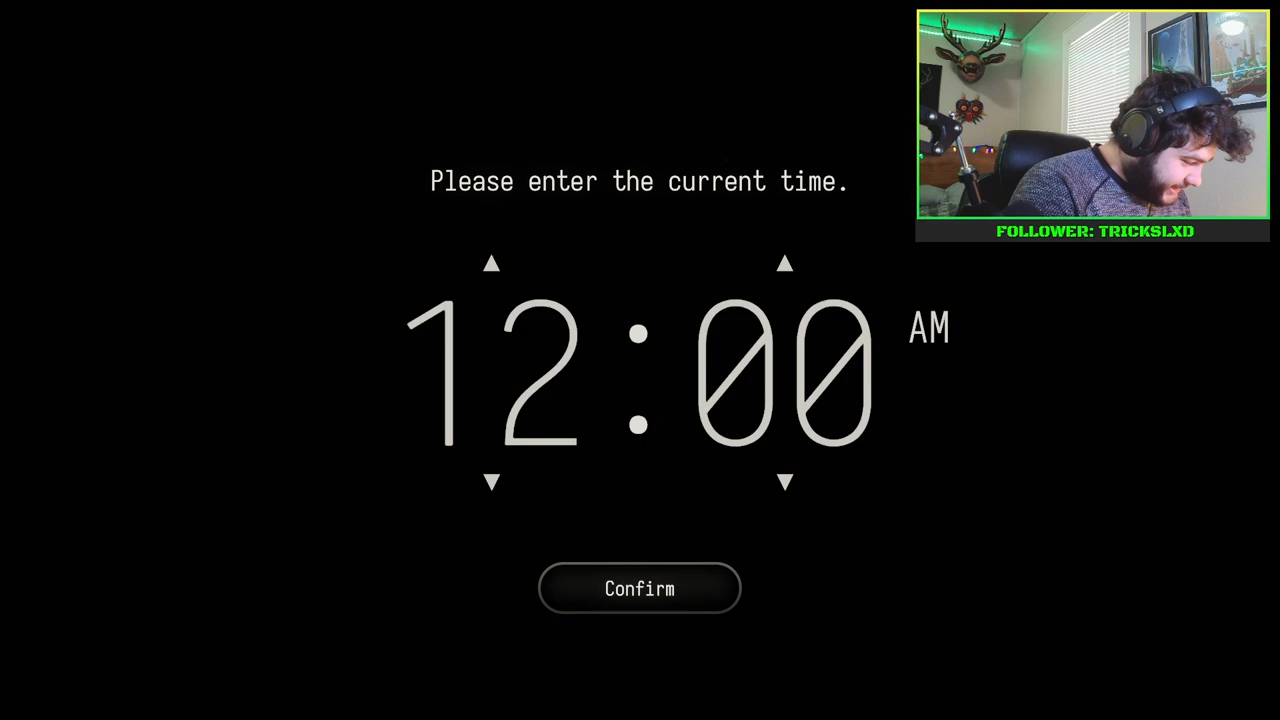 Please enter the current time.
12:00 AM
Confirm
FOLLOWER: TRICKSLXD